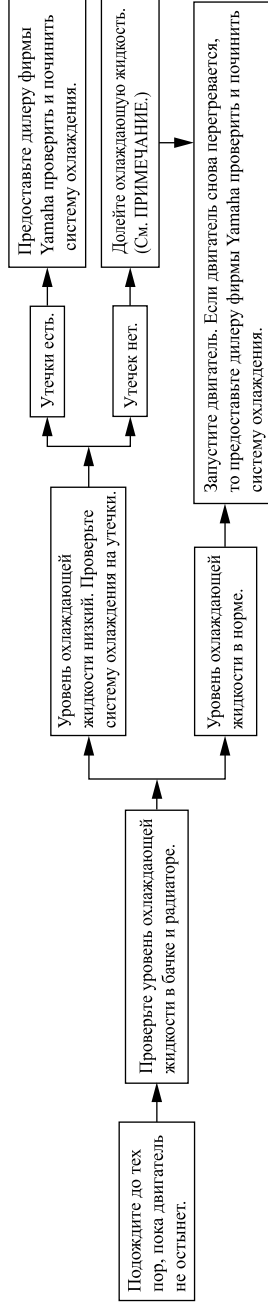 Подождите до тех
пор, пока двигатель
не остынет.
Проверьте уровень охлаждающей
жидкости в бачке и радиаторе.
Уровень охлаждающей
жидкости низкий. Проверьте
систему охлаждения на утечки.
Утечки есть.
Предоставьте дилеру фирмы
Yamaha проверить и починить
систему охлаждения.
Утечек нет.
Долейте охлаждающую жидкость.
(См. ПРИМЕЧАНИЕ.)
Уровень охлаждающей
жидкости в норме.
Запустите двигатель. Если двигатель снова перегревается,
то предоставьте дилеру фирмы Yamaha проверить и починить
систему охлаждения.